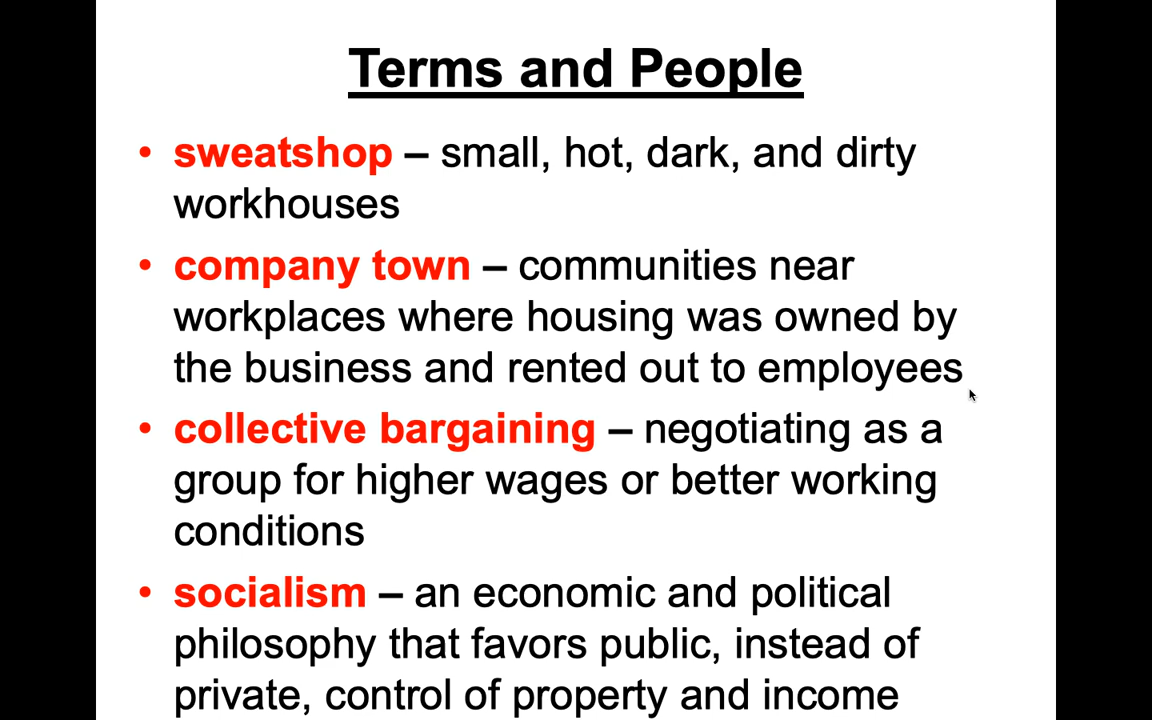 Terms and People
• sweatshop – small, hot, dark, and dirty
workhouses
• company town – communities near
workplaces where housing was owned by
the business and rented out to employees
• collective bargaining – negotiating as a
group for higher wages or better working
conditions
• socialism – an economic and political
philosophy that favors public, instead of
private, control of property and income